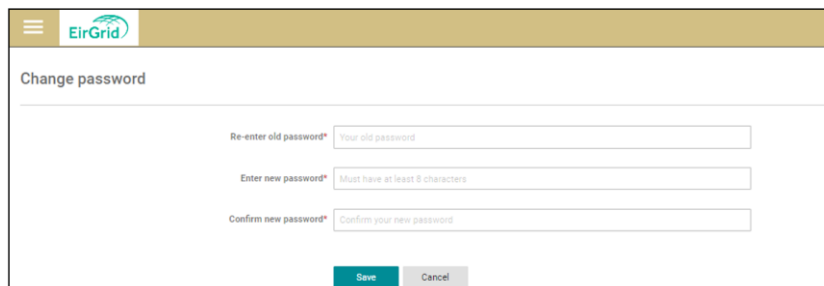 EirGrid
Change password
Re-enter old password* Your old password
Enter new password* Must have at least 8 characters
Confirm new password* Confirm your new password
Save Cancel